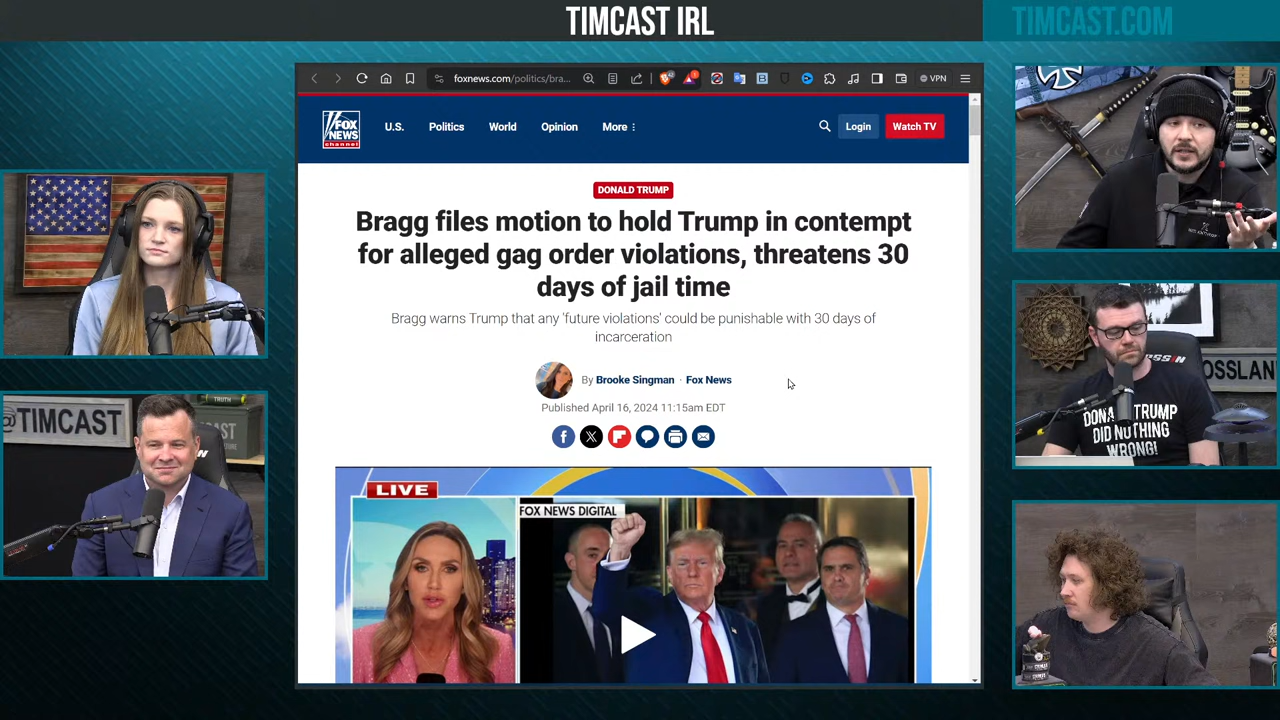 TIMCAST IRL
TIMCAST.COM
foxnews.com/politics/bra...
VPN
FOX
NEWS
channel
U.S.
Politics
World
Opinion
More
Login
Watch TV
DONALD TRUMP
Bragg files motion to hold Trump in contempt
for alleged gag order violations, threatens 30
days of jail time
Bragg warns Trump that any 'future violations' could be punishable with 30 days of
incarceration
By Brooke Singman · Fox News
Published April 16, 2024 11:15am EDT
LIVE
FOX NEWS DIGITAL
@TIMCAST
TRUTH
DONA TRUMP
DID NOTHING
WRONG!